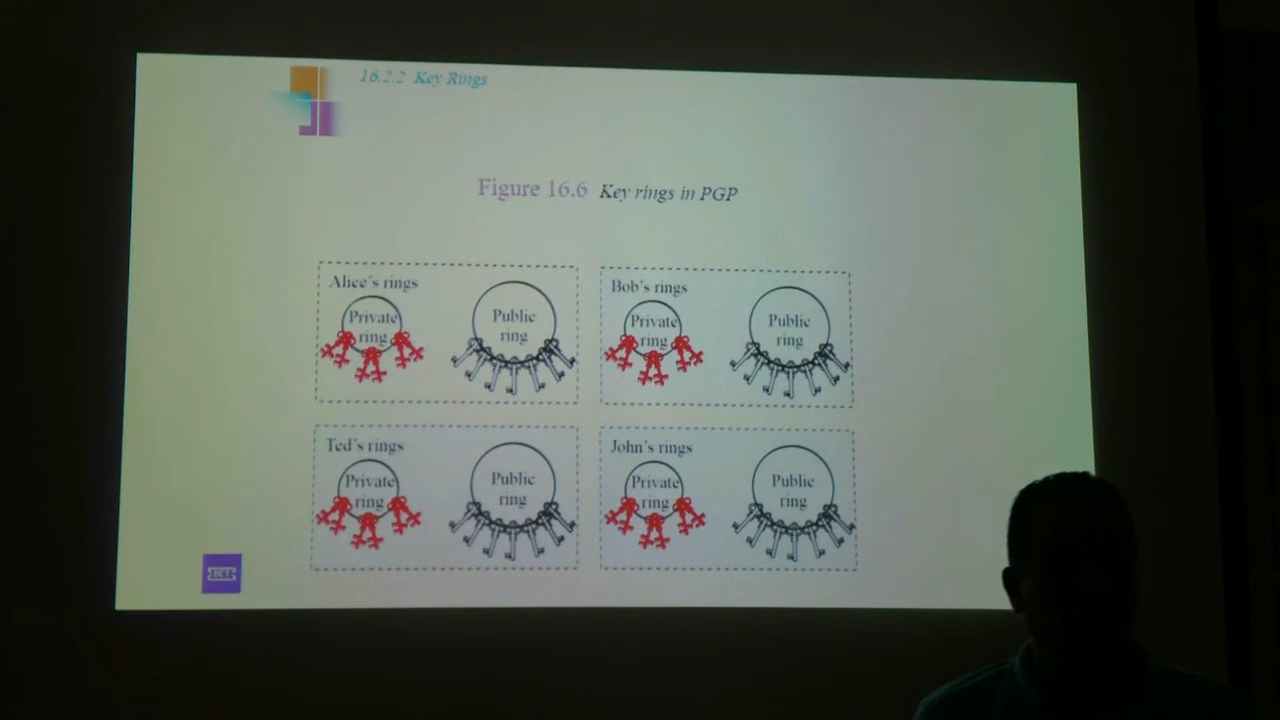 16.2.2 Key Rings
Figure 16.6 Key rings in PGP
Alice's rings
Private
ring
Public
ring
Bob's rings
Private
ring
Public
ring
Ted's rings
Private
ring
Public
ring
John's rings
Private
ring
Public
ring